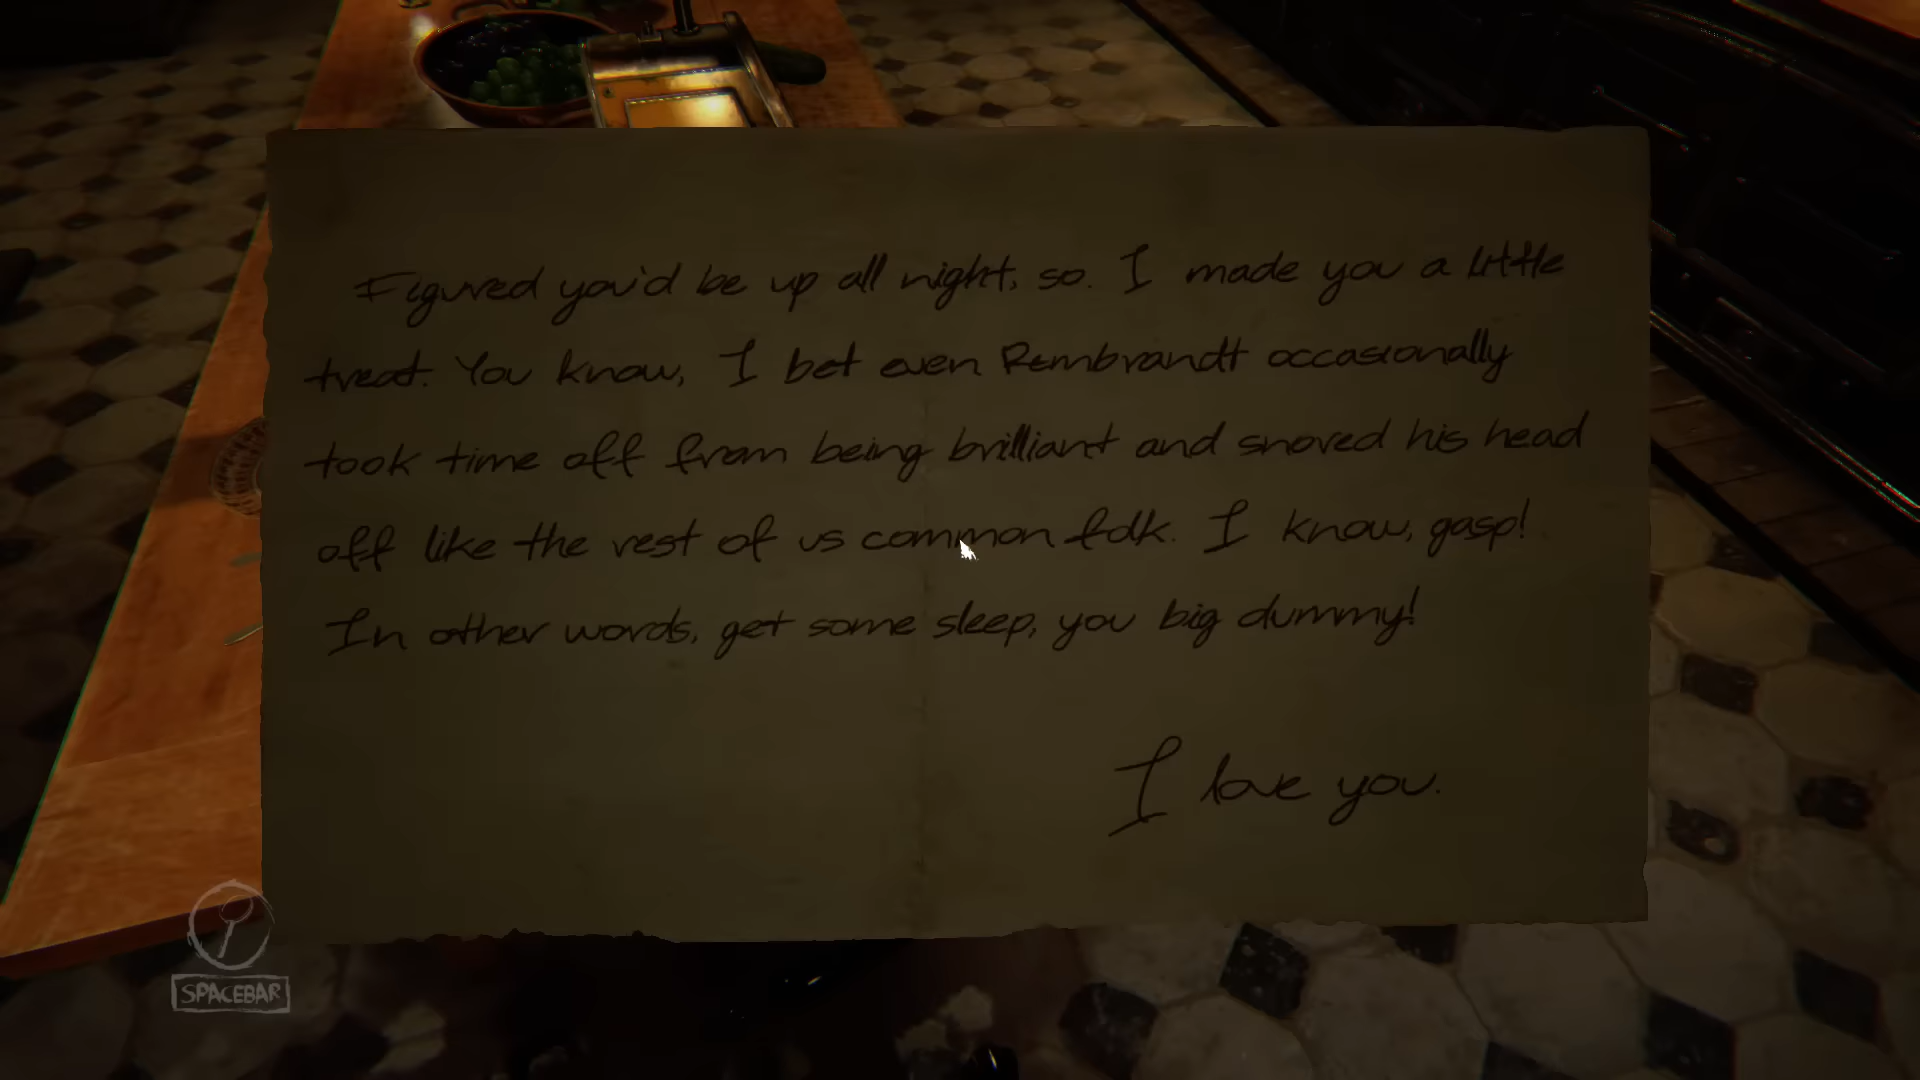 Figured you'd be up all night, so. I made you a little
treat. You know, I bet even Rembrandt occasionally
took time off from being brilliant and snored his head
off like the rest of us common folk. I know, gasp!
In other words, get some sleep, you big dummy!
I love you.
SPACEBAR